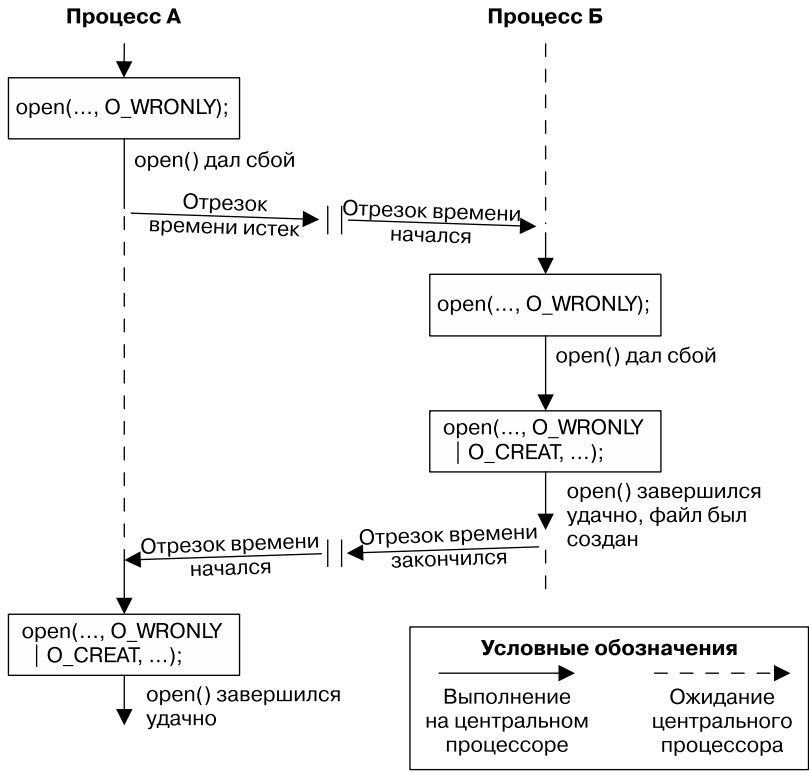 Процесс А
Процесс Б
open(…, O_WRONLY);
open() дал сбой
Отрезок
времени истек
Отрезок времени
начался
open(…, O_WRONLY);
open() дал сбой
open(…, O_WRONLY
| O_CREAT, …);
open() завершился
удачно, файл был
создан
Отрезок времени
закончился
Отрезок времени
начался
open(…, O_WRONLY
| O_CREAT, …);
open() завершился
удачно
Условные обозначения
Выполнение
на центральном
процессоре
Ожидание
центрального
процессора